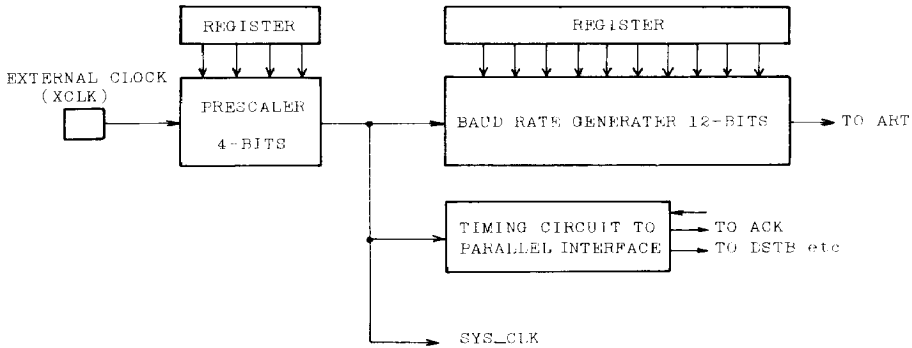 REGISTER
REGISTER
EXTERNAL CLOCK
(XCLK)
PRESCALER
4-BITS
BAUD RATE GENERATER 12-BITS
TO ART
TIMING CIRCUIT TO
PARALLEL INTERFACE
TO ACK
TO DSTB etc
SYS_CLK